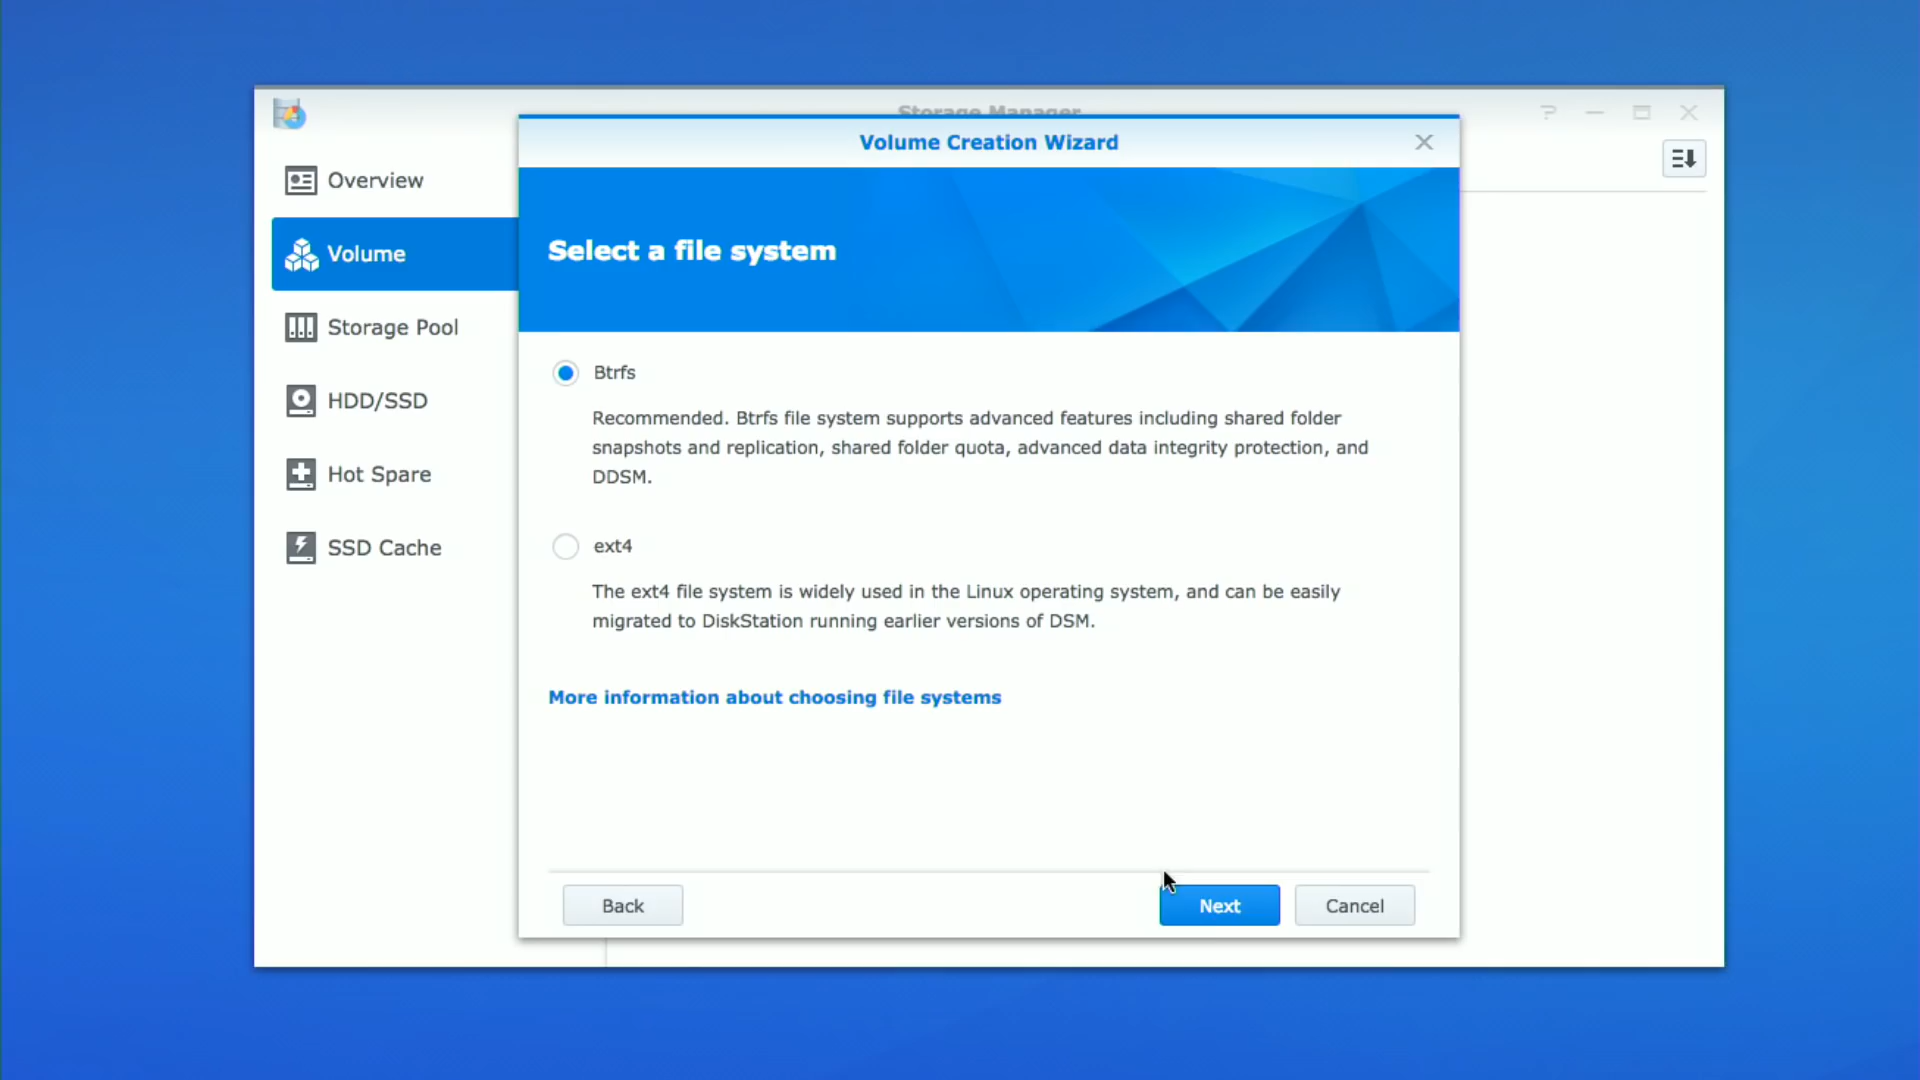 Storage Manager
Volume Creation Wizard
Overview
Volume
Storage Pool
HDD/SSD
Hot Spare
SSD Cache
Select a file system
Btrfs
Recommended. Btrfs file system supports advanced features including shared folder
snapshots and replication, shared folder quota, advanced data integrity protection, and
DDSM.
ext4
The ext4 file system is widely used in the Linux operating system, and can be easily
migrated to DiskStation running earlier versions of DSM.
More information about choosing file systems
Back
Next
Cancel